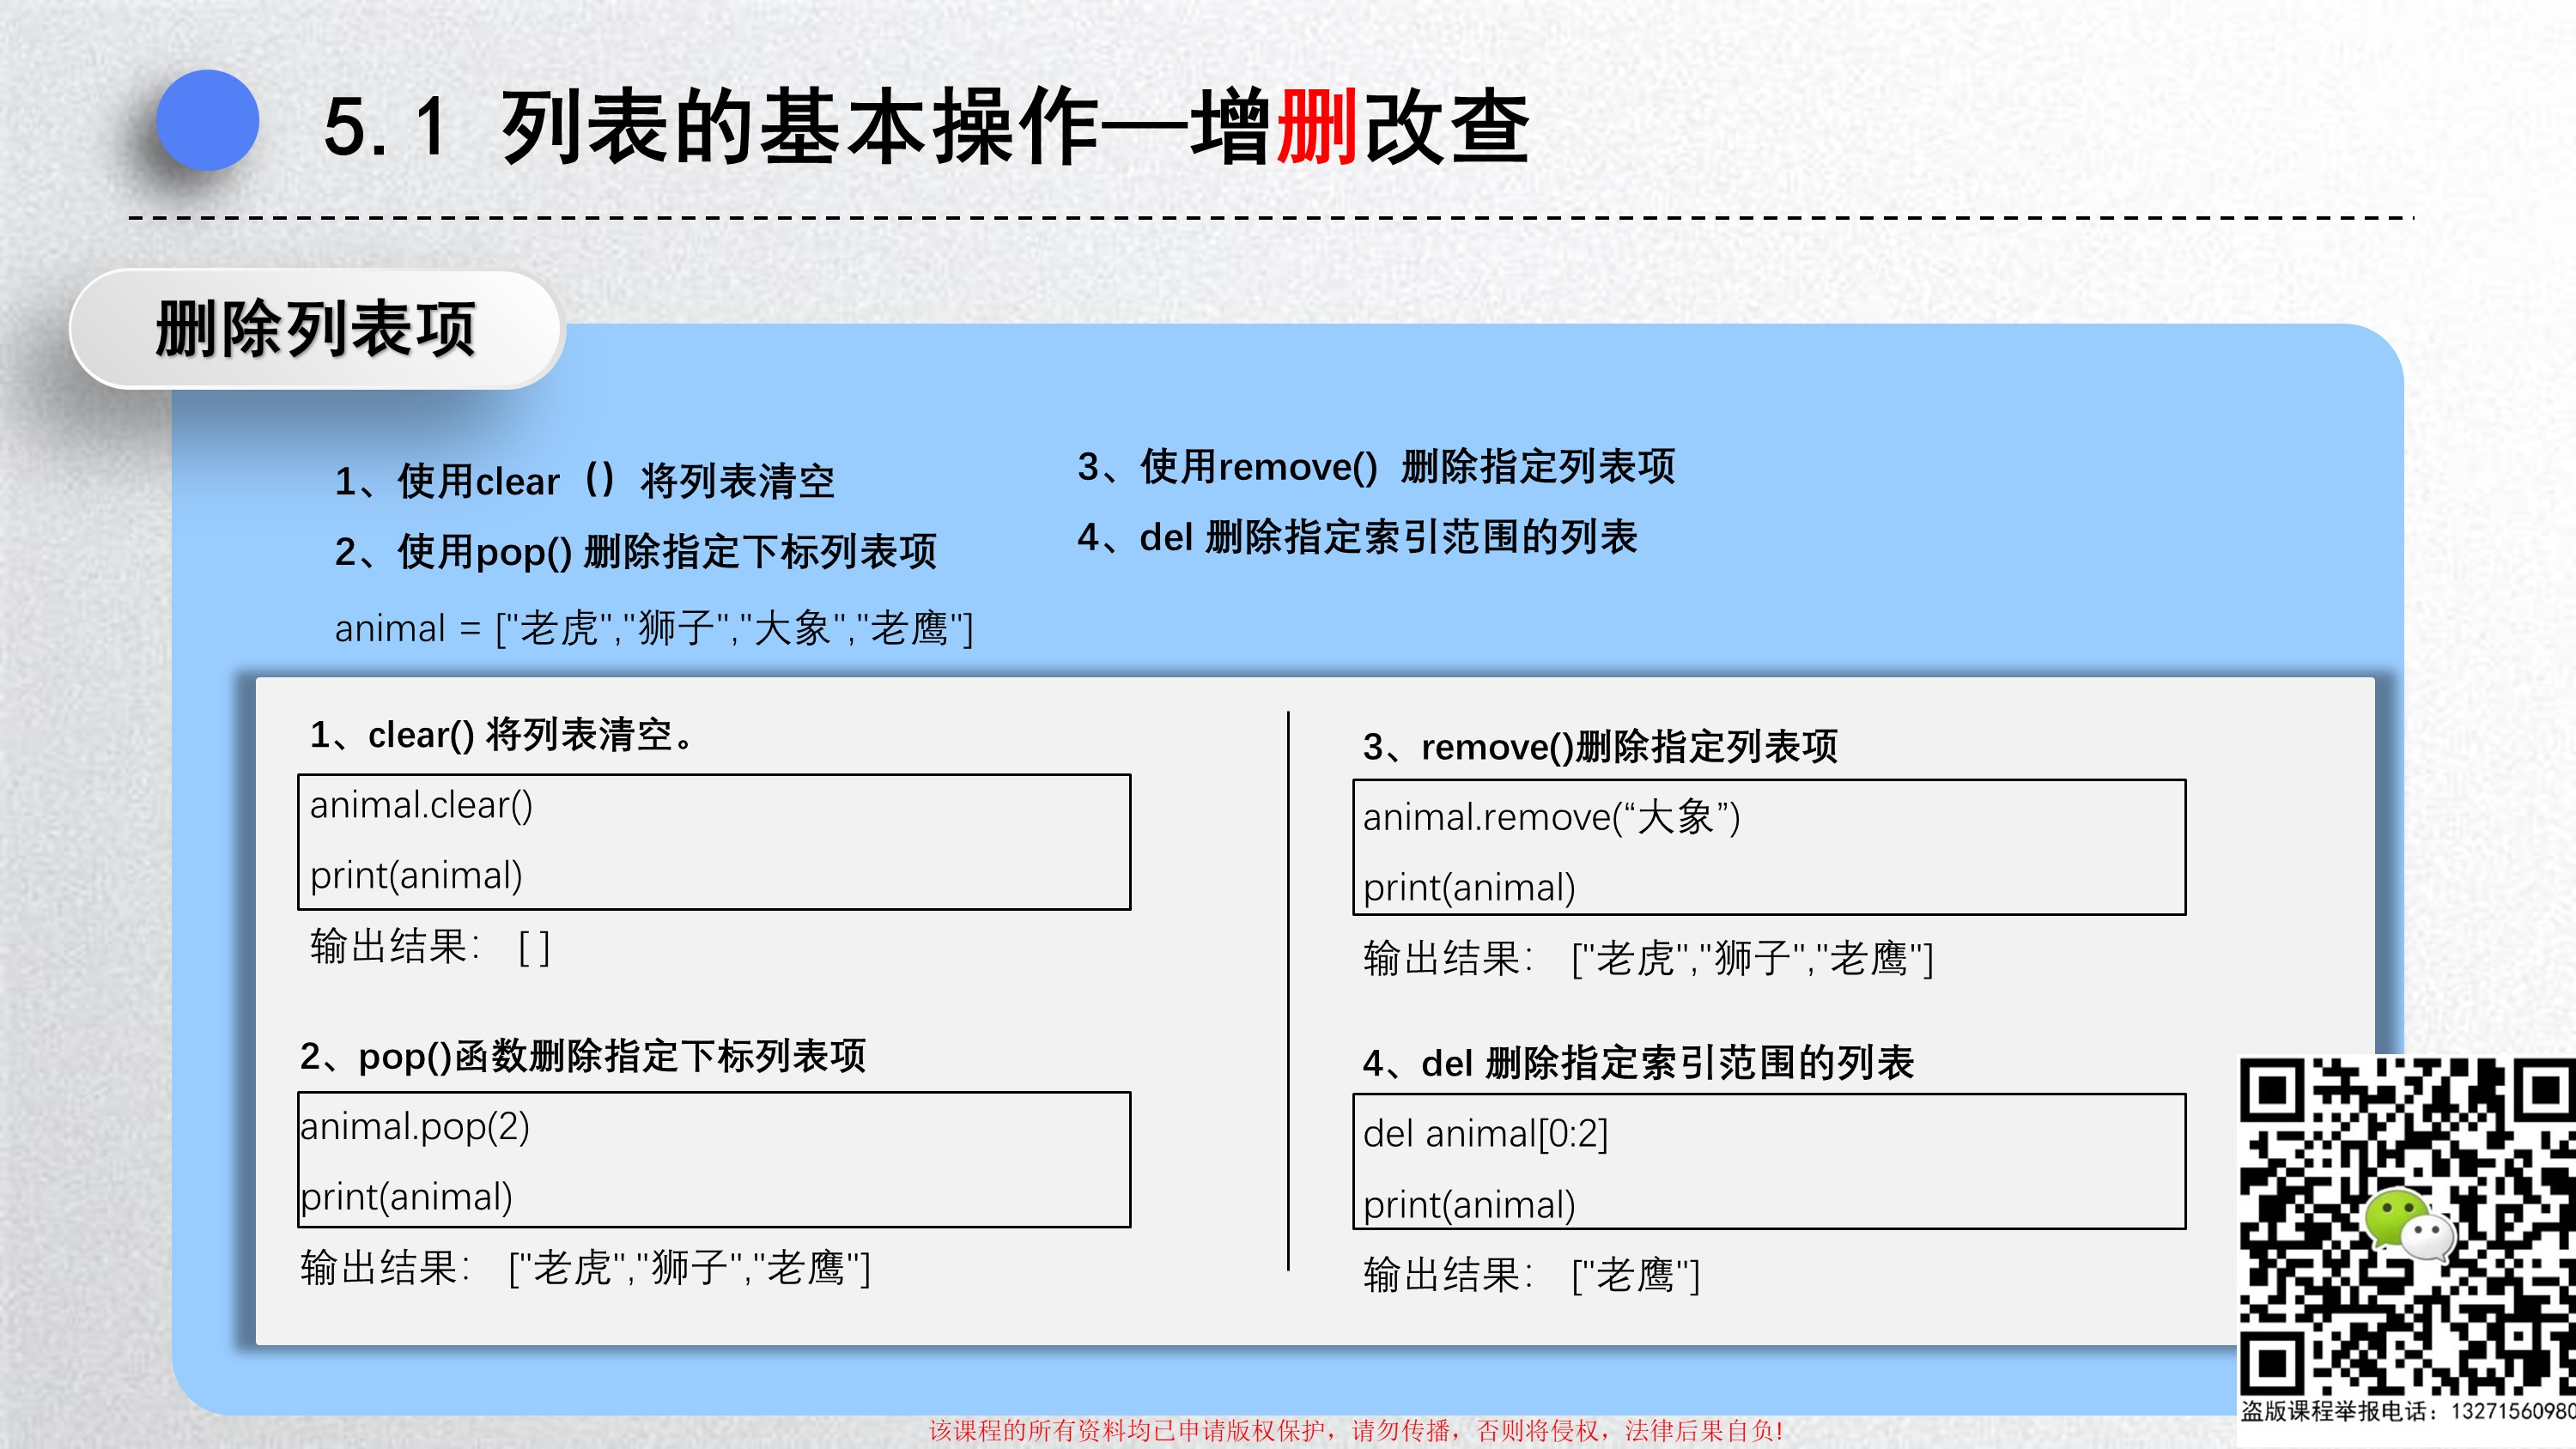 5.1 列表的基本操作—增删改查
删除列表项
1、使用clear（）将列表清空
2、使用pop() 删除指定下标列表项
3、使用remove() 删除指定列表项
4、del 删除指定索引范围的列表
animal = ["老虎","狮子","大象","老鹰"]
1、clear() 将列表清空。
animal.clear()
print(animal)
输出结果： [ ]
2、pop()函数删除指定下标列表项
animal.pop(2)
print(animal)
输出结果： ["老虎","狮子","老鹰"]
3、remove()删除指定列表项
animal.remove(“大象”)
print(animal)
输出结果： ["老虎","狮子","老鹰"]
4、del 删除指定索引范围的列表
del animal[0:2]
print(animal)
输出结果： ["老鹰"]
盗版课程举报电话：13271560980
该课程的所有资料均已申请版权保护，请勿传播，否则将侵权，法律后果自负!